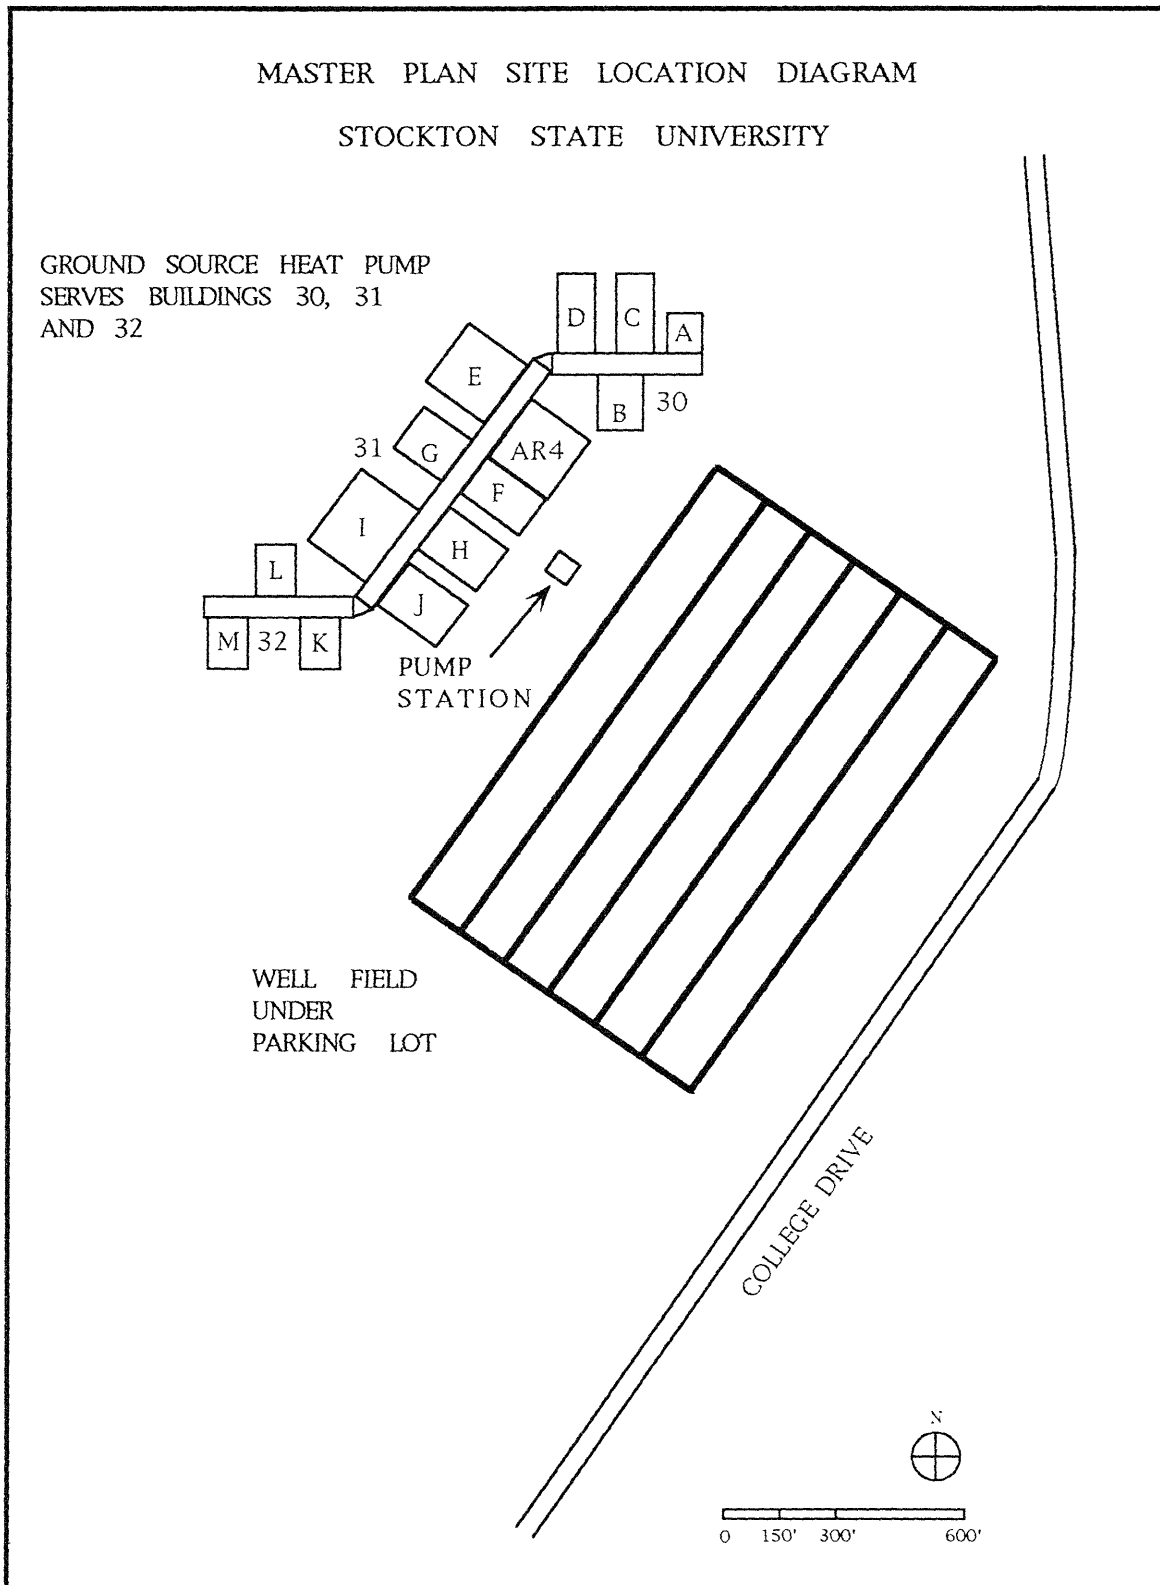 MASTER PLAN SITE LOCATION DIAGRAM
STOCKTON STATE UNIVERSITY
GROUND SOURCE HEAT PUMP
SERVES BUILDINGS 30, 31
AND 32
D
C
A
E
B
30
AR4
31
G
F
I
H
L
J
M
32
K
PUMP
STATION
WELL FIELD
UNDER
PARKING LOT
COLLEGE DRIVE
N
0 150' 300' 600'